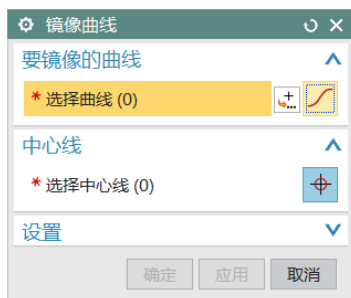 镜像曲线
要镜像的曲线
* 选择曲线 (0)
中心线
* 选择中心线 (0)
设置
确定 应用 取消